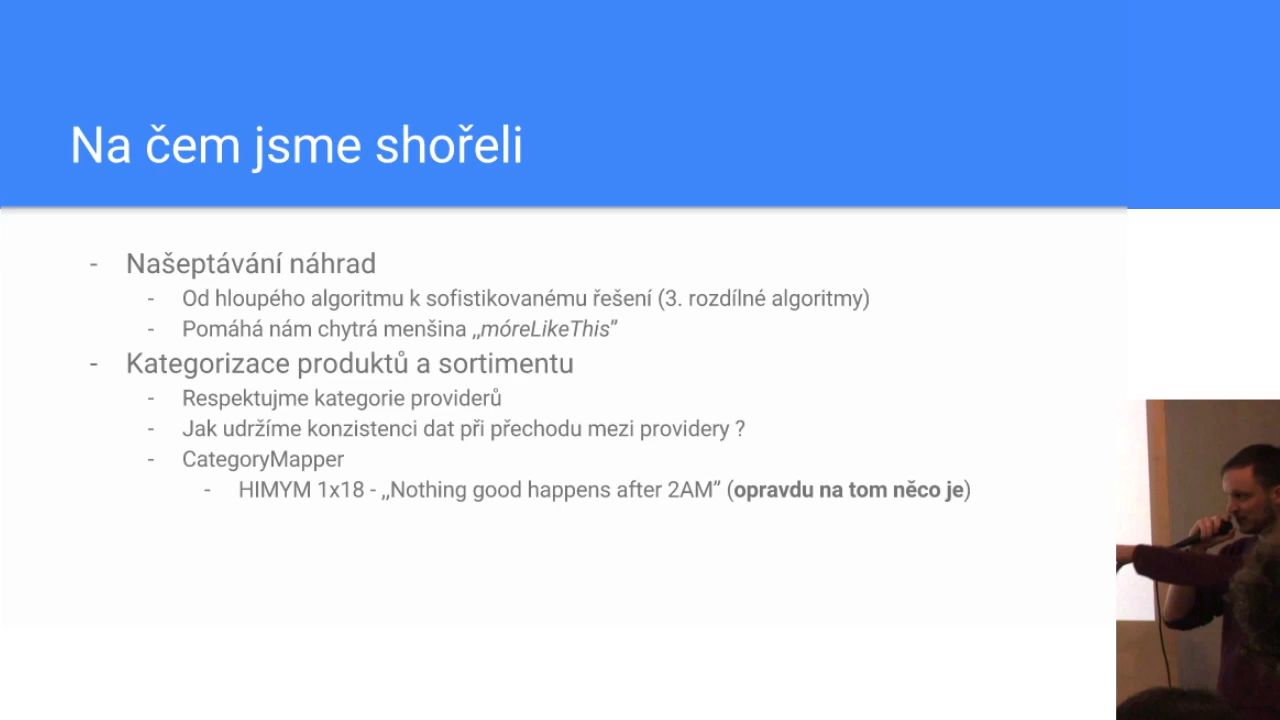 Na čem jsme shořeli
- Našeptávání náhrad
- Od hloupého algoritmu k sofistikovanému řešení (3. rozdílné algoritmy)
- Pomáhá nám chytrá menšina „móreLikeThis”
- Kategorizace produktů a sortimentu
- Respektujme kategorie providerů
- Jak udržíme konzistenci dat při přechodu mezi providery ?
- CategoryMapper
- HIMYM 1x18 - „Nothing good happens after 2AM” (opravdu na tom něco je)